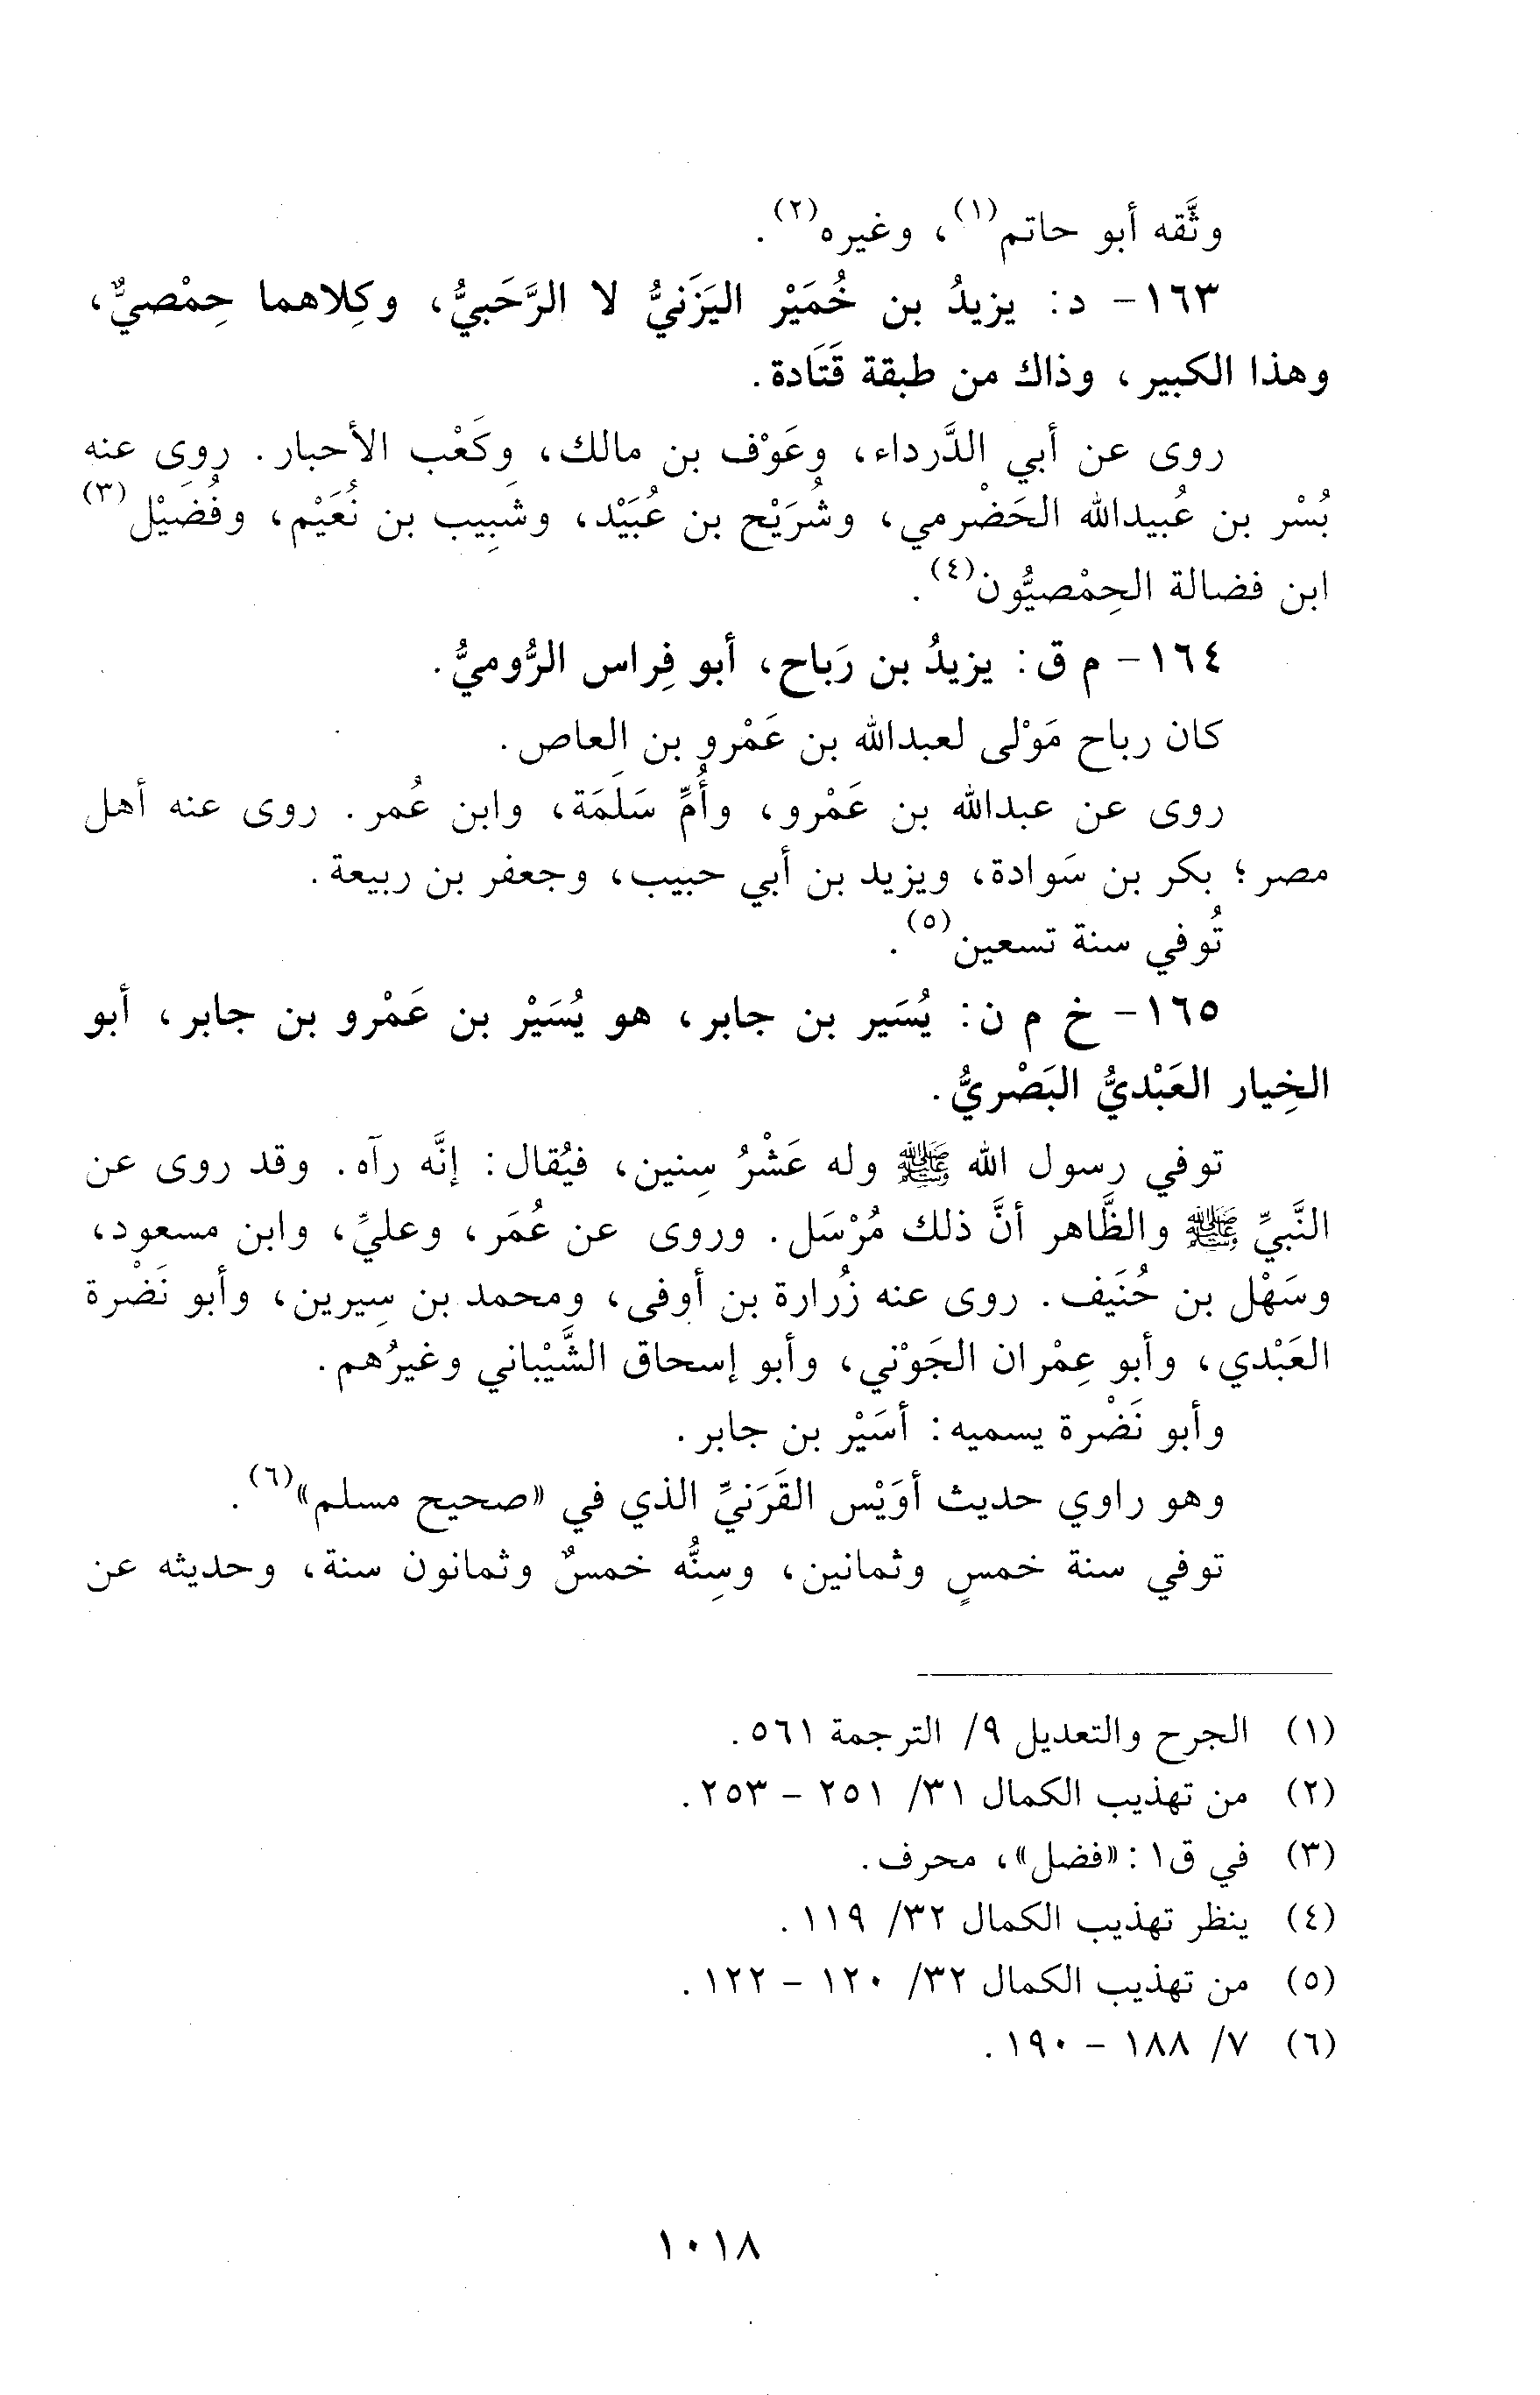 وثَّقه أبو حاتم(١)، وغيره(٢).
١٦٣- د: يزيدُ بن خُمَيْر اليَزَنيُّ لا الرَّحَبيُّ، وكِلاهما حِمْصيٌّ،
وهذا الكبير، وذاك من طبقة قَتَادة.
روى عن أبي الدَّرداء، وعَوْف بن مالك، وكَعْب الأحبار. روى عنه
بُسْر بن عُبيدالله الحَضْرمي، وشُرَيْح بن عُبَيْد، وشَبِيب بن نُعَيْم، وفُضَيْل(٣)
ابن فضالة الحِمْصيُّون(٤).
١٦٤- م ق: يزيدُ بن رَباح، أبو فِراس الرُّوميُّ.
كان رباح مَوْلى لعبدالله بن عَمْرو بن العاص.
روى عن عبدالله بن عَمْرو، وأُمِّ سَلَمَة، وابن عُمر. روى عنه أهل
مصر؛ بكر بن سَوادة، ويزيد بن أبي حبيب، وجعفر بن ربيعة.
تُوفي سنة تسعين(٥).
١٦٥- خ م ن: يُسَير بن جابر، هو يُسَيْر بن عَمْرو بن جابر، أبو
الخِيار العَبْديُّ البَصْريُّ.
توفي رسول الله ﷺ وله عَشْرُ سِنين، فيُقال: إنَّه رآه. وقد روى عن
النَّبيِّ ﷺ والظَّاهر أنَّ ذلك مُرْسَل. وروى عن عُمَر، وعليٍّ، وابن مسعود،
وسَهْل بن حُنَيف. روى عنه زُرارة بن أوفى، ومحمد بن سِيرين، وأبو نَضْرة
العَبْدي، وأبو عِمْران الجَوْني، وأبو إسحاق الشَّيْباني وغيرُهم.
وأبو نَضْرة يسميه: أسَيْر بن جابر.
وهو راوي حديث أوَيْس القَرَنيِّ الذي في «صحيح مسلم»(٦).
توفي سنة خمسٍ وثمانين، وسِنُّه خمسٌ وثمانون سنة، وحديثه عن
(١) الجرح والتعديل ٩/ الترجمة ٥٦١.
(٢) من تهذيب الكمال ٣١/ ٢٥١ - ٢٥٣.
(٣) في ق١: «فضل»، محرف.
(٤) ينظر تهذيب الكمال ٣٢/ ١١٩.
(٥) من تهذيب الكمال ٣٢/ ١٢٠ - ١٢٢.
(٦) ٧/ ١٨٨ - ١٩٠.
١٠١٨